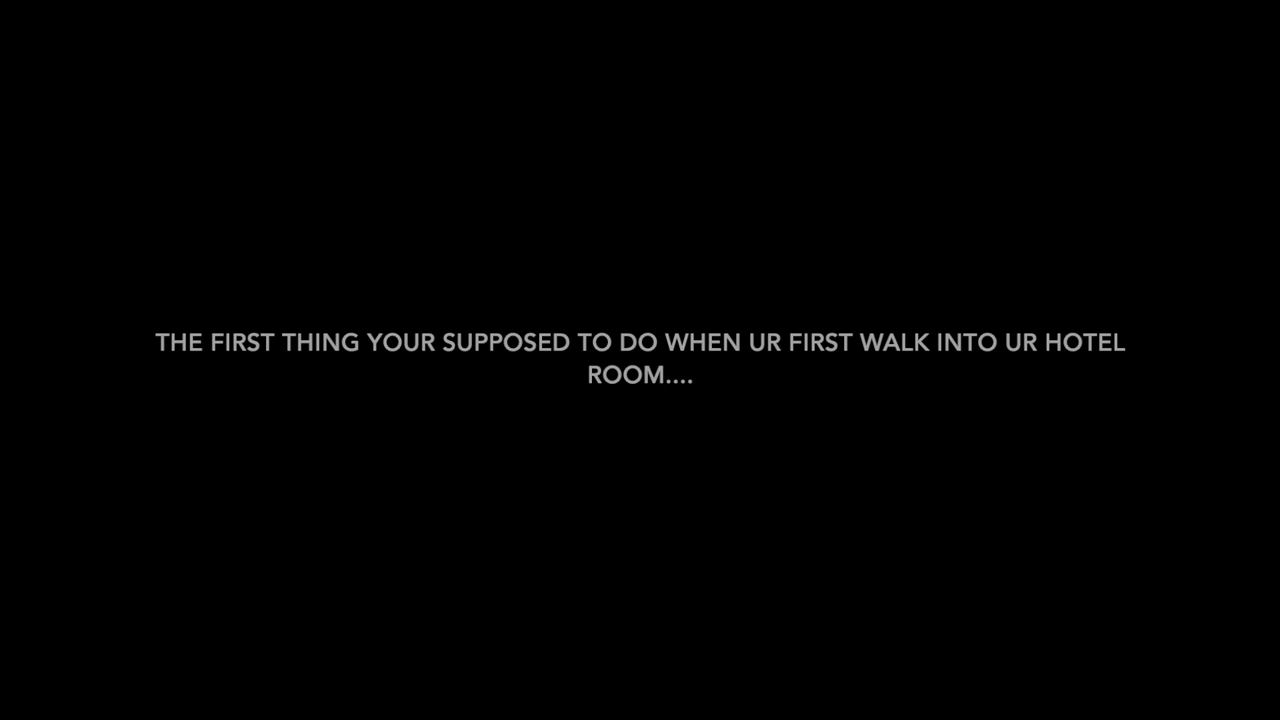 THE FIRST THING YOUR SUPPOSED TO DO WHEN UR FIRST WALK INTO UR HOTEL
ROOM....